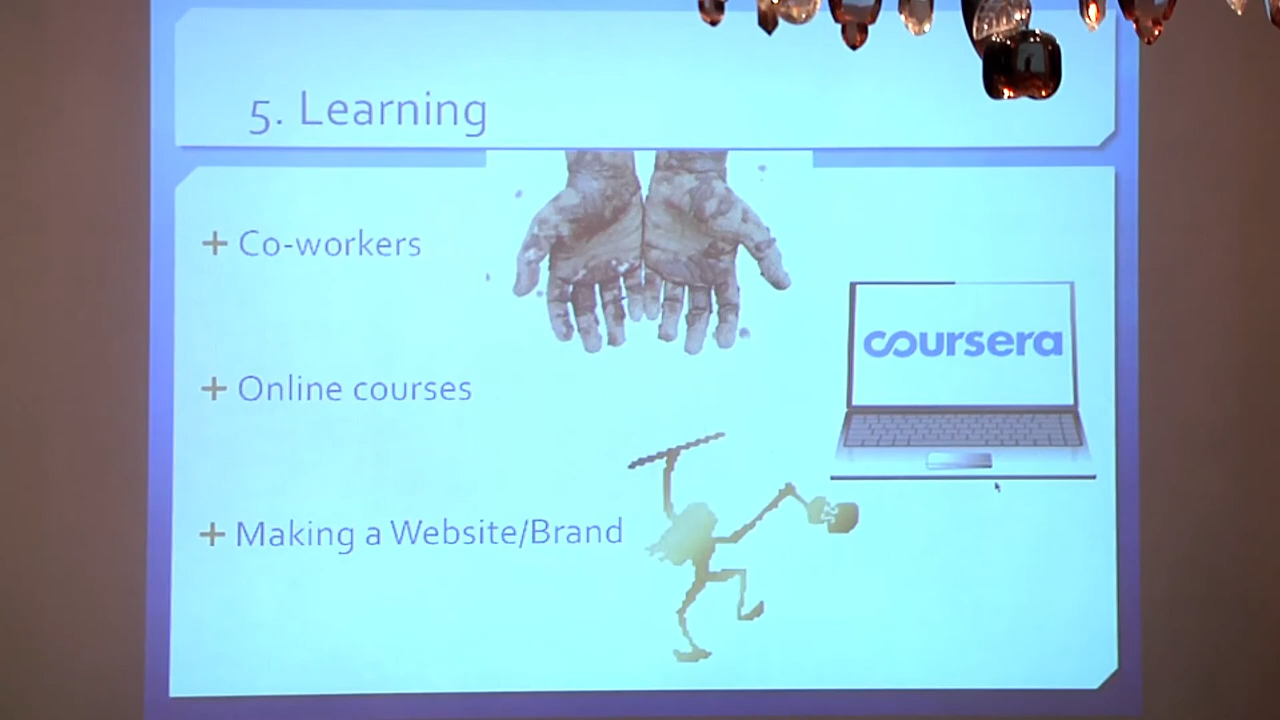 5. Learning
+ Co-workers
coursera
+ Online courses
+ Making a Website/Brand